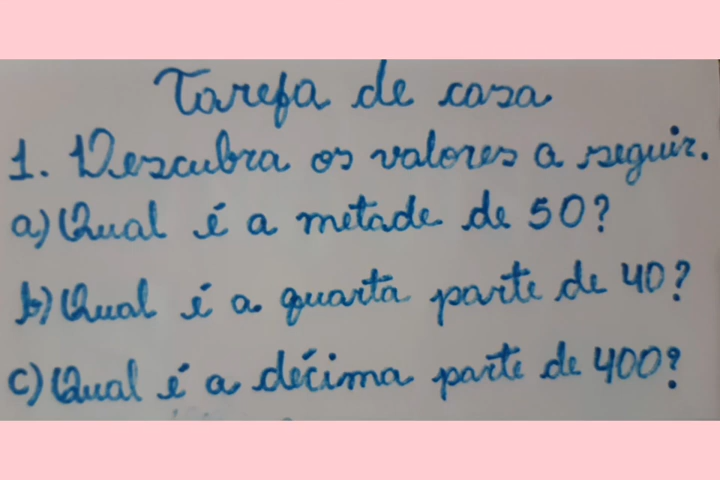 Tarefa de casa
1. Descubra os valores a seguir.
a) Qual é a metade de 50?
b) Qual é a quarta parte de 40?
c) Qual é a décima parte de 400?